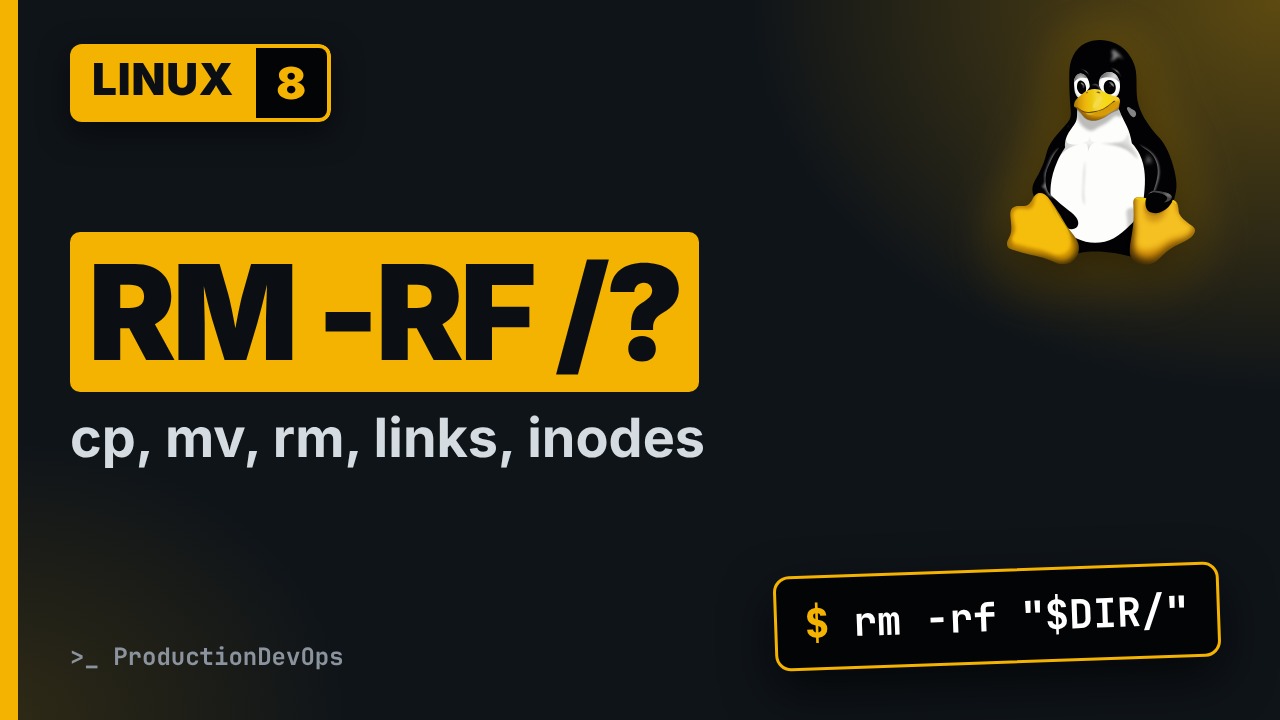 LINUX 8
RM -RF /?
cp, mv, rm, links, inodes
$ rm -rf "$DIR/"
>_ ProductionDevOps